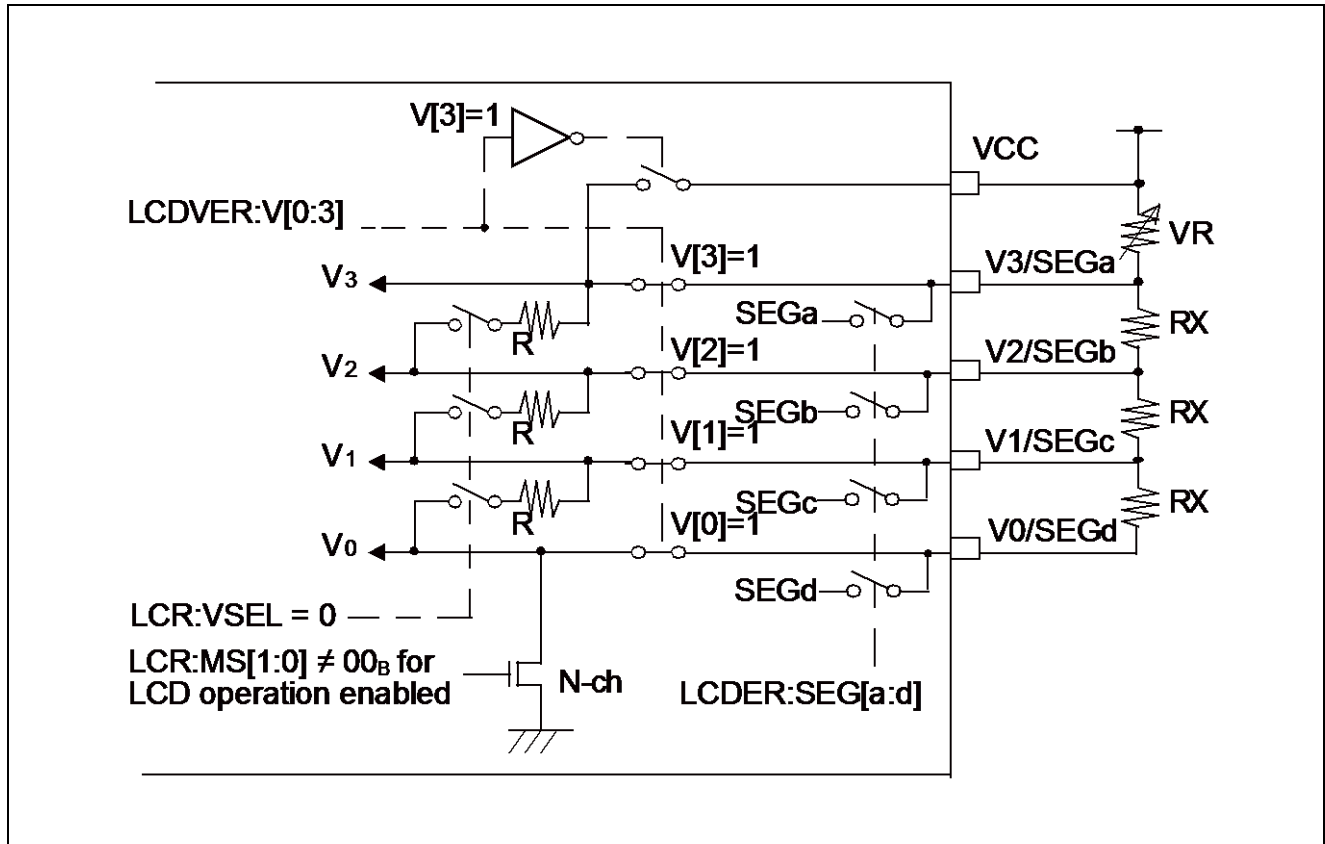 V[3]=1
VCC
LCDVER:V[0:3]
VR
V3
V[3]=1
V3/SEGa
SEGa
R
RX
V2
V[2]=1
V2/SEGb
SEGb
R
RX
V1
V[1]=1
V1/SEGc
SEGc
R
RX
V0
V[0]=1
V0/SEGd
SEGd
LCR:VSEL = 0
LCR:MS[1:0] ≠ 00B for
LCD operation enabled
N-ch
LCDER:SEG[a:d]